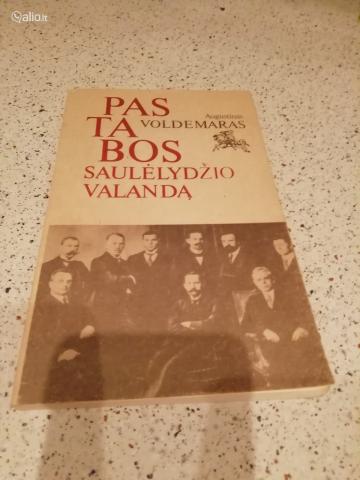 alio.lt
PAS
TA
BOS
Augustinas
VOLDEMARAS
SAULĖLYDŽIO
VALANDĄ